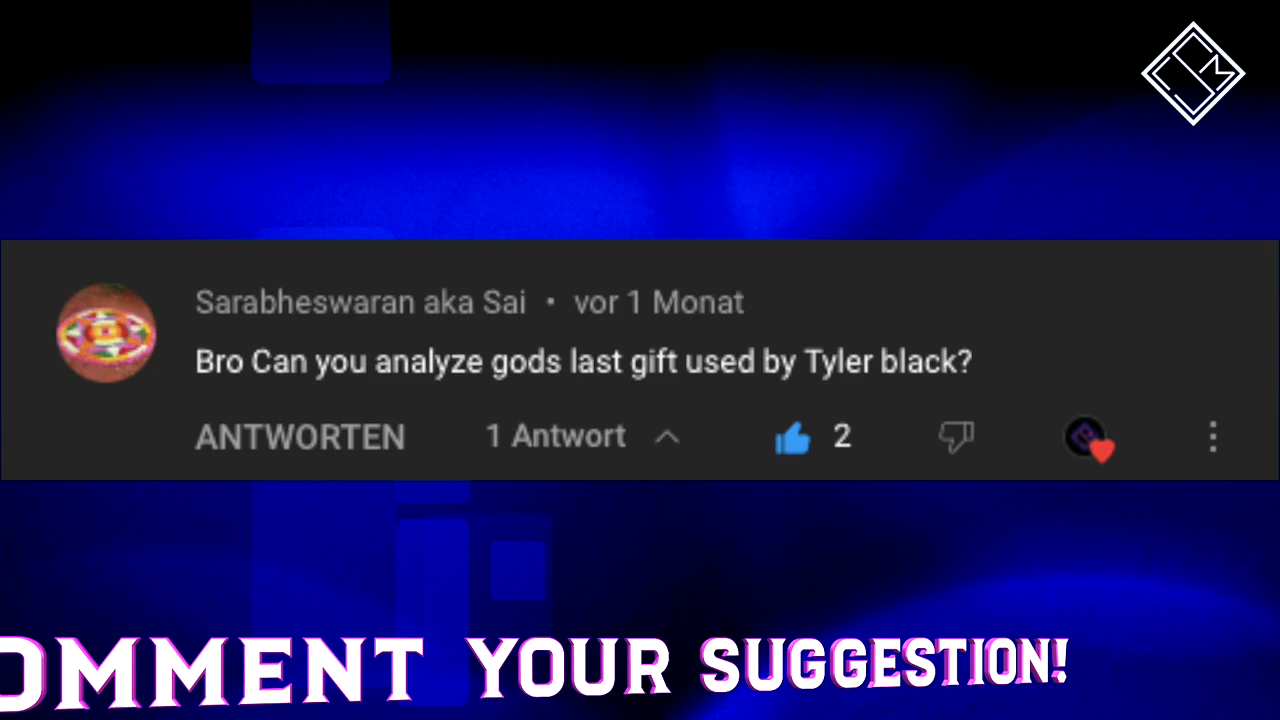 Sarabheswaran aka Sai • vor 1 Monat
Bro Can you analyze gods last gift used by Tyler black?
ANTWORTEN 1 Antwort 2
OMMENT YOUR SUGGESTION!